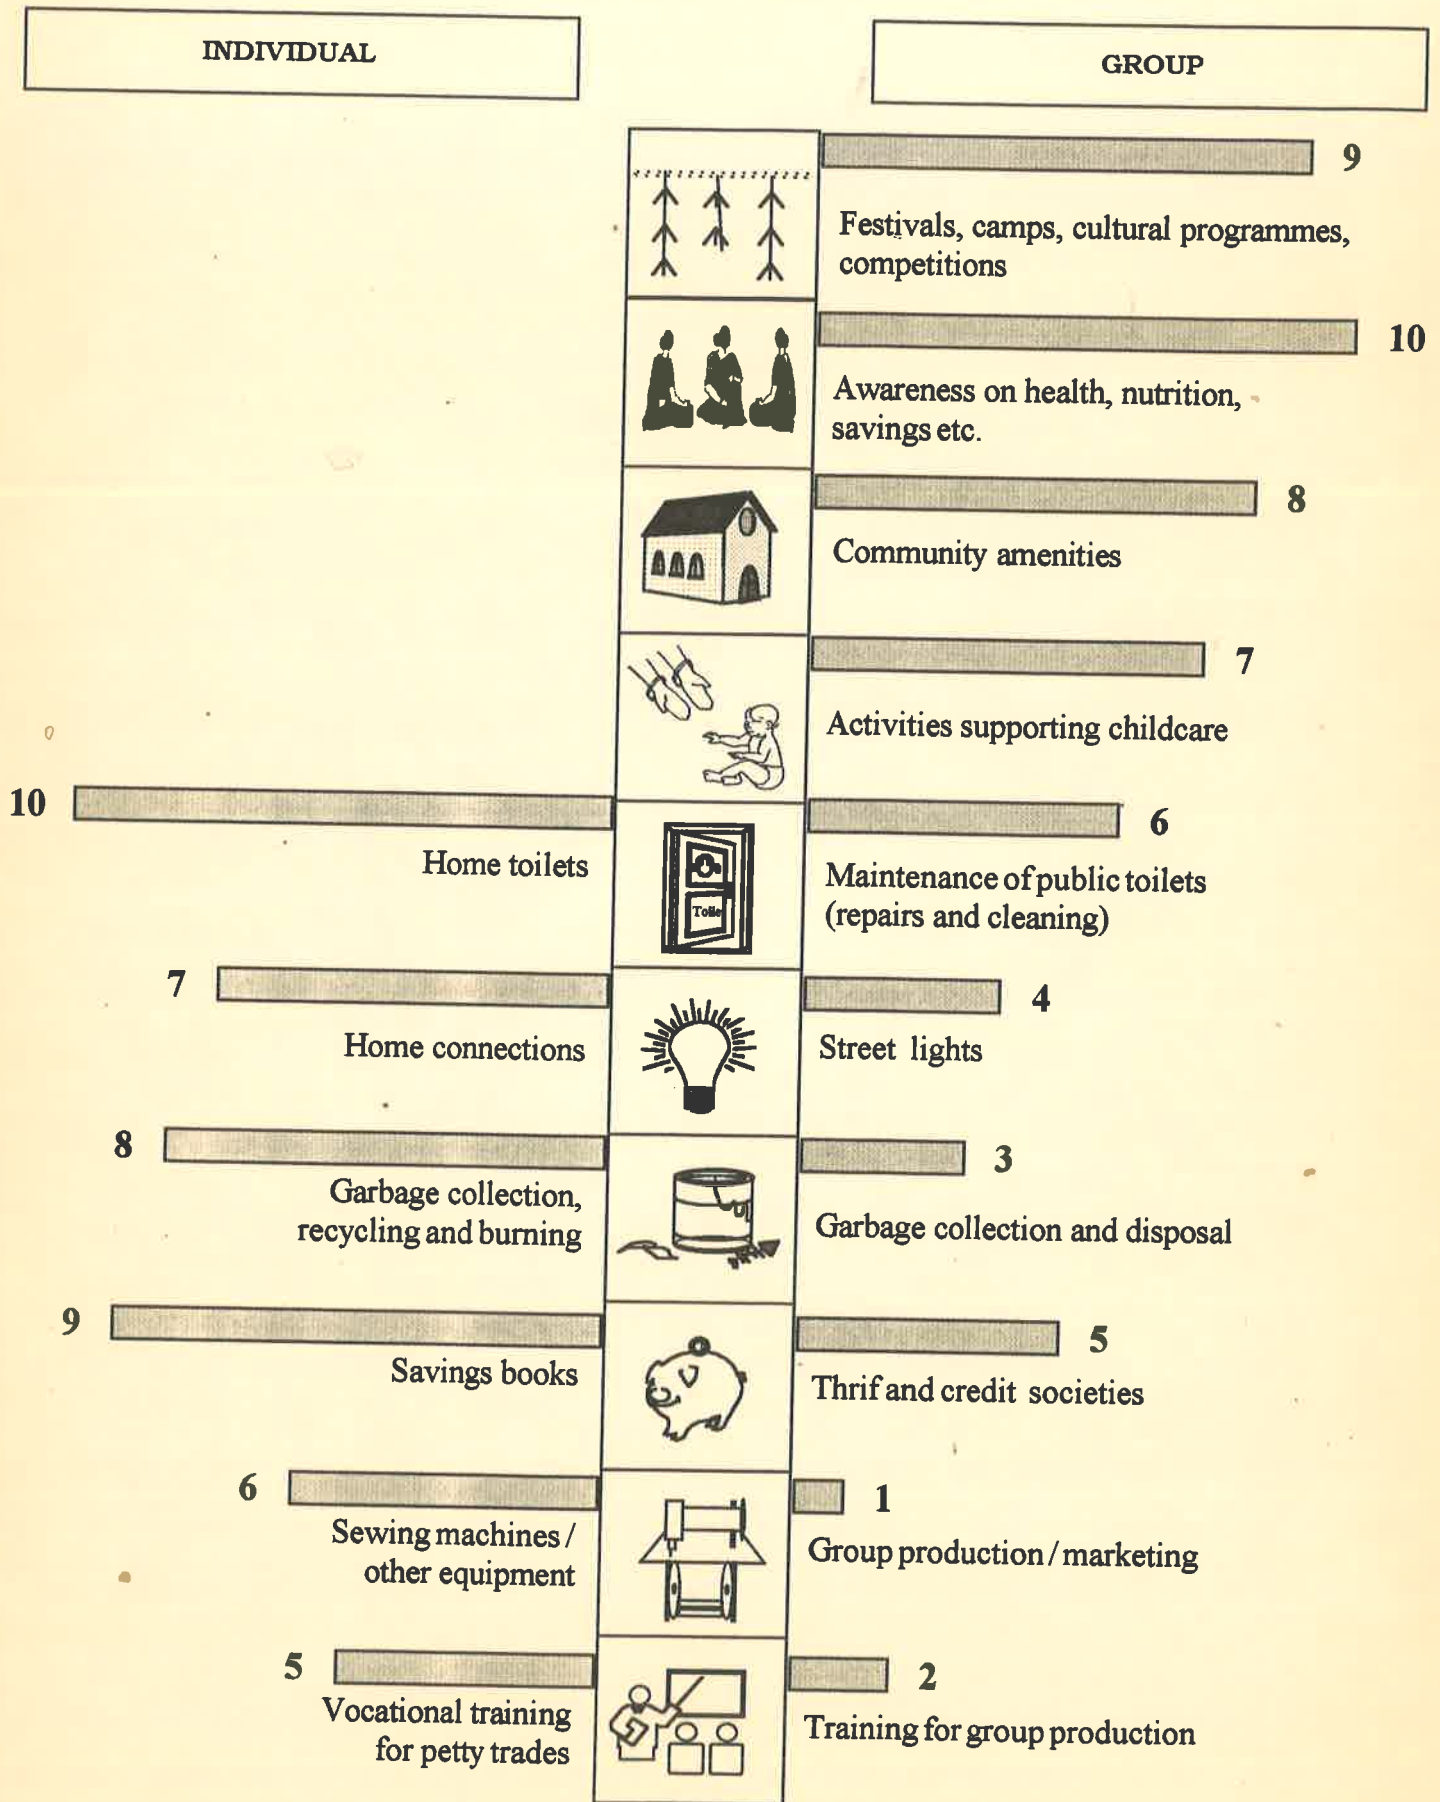 INDIVIDUAL
GROUP
9
Festivals, camps, cultural programmes,
competitions
10
Awareness on health, nutrition,
savings etc.
8
Community amenities
7
Activities supporting childcare
10
Home toilets
6
Maintenance of public toilets
(repairs and cleaning)
Toile
7
Home connections
4
Street lights
8
Garbage collection,
recycling and burning
3
Garbage collection and disposal
9
Savings books
5
Thrif and credit societies
6
Sewing machines /
other equipment
1
Group production / marketing
5
Vocational training
for petty trades
2
Training for group production